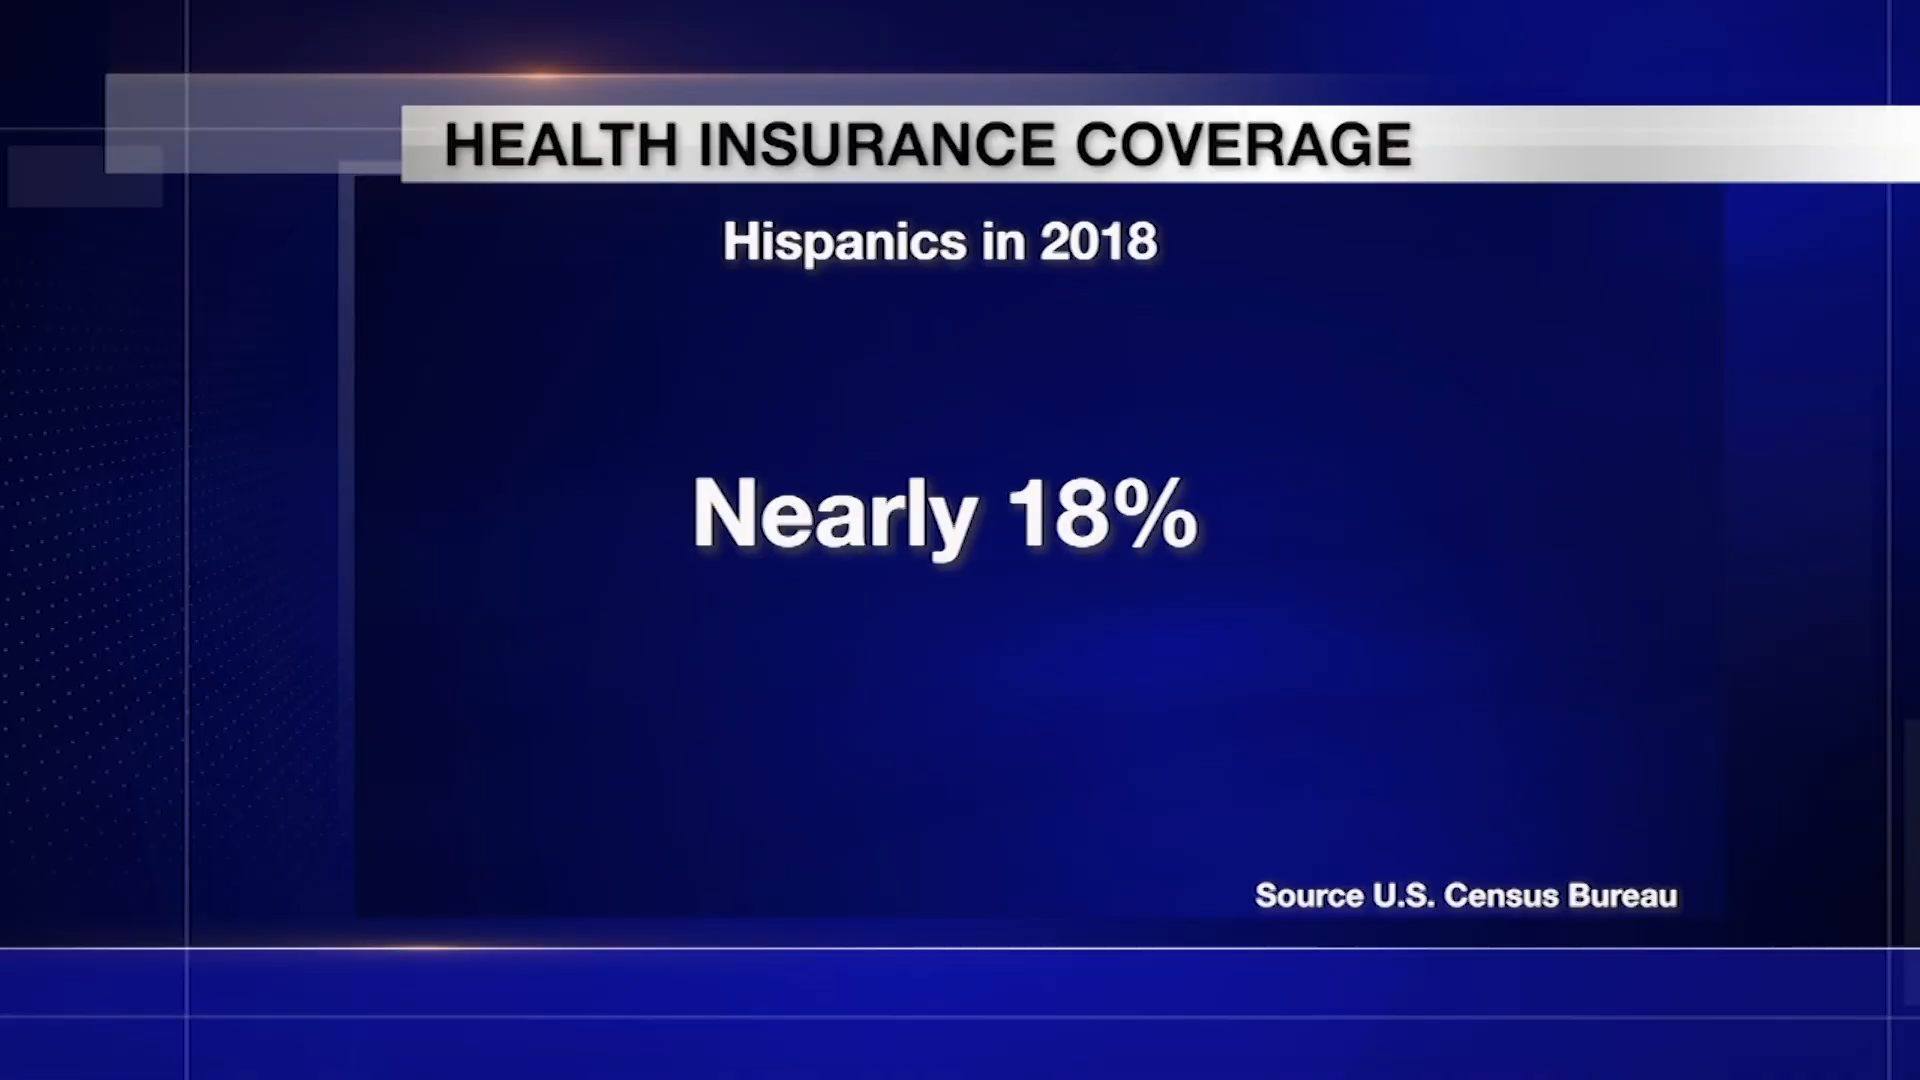 HEALTH INSURANCE COVERAGE
Hispanics in 2018
Nearly 18%
Source U.S. Census Bureau